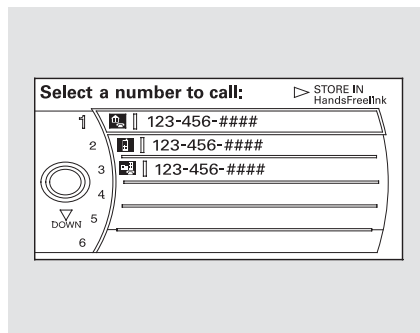 Select a number to call:
STORE IN
HandsFreelink
1 123-456-####
2 123-456-####
3 123-456-####
4
DOWN 5
6